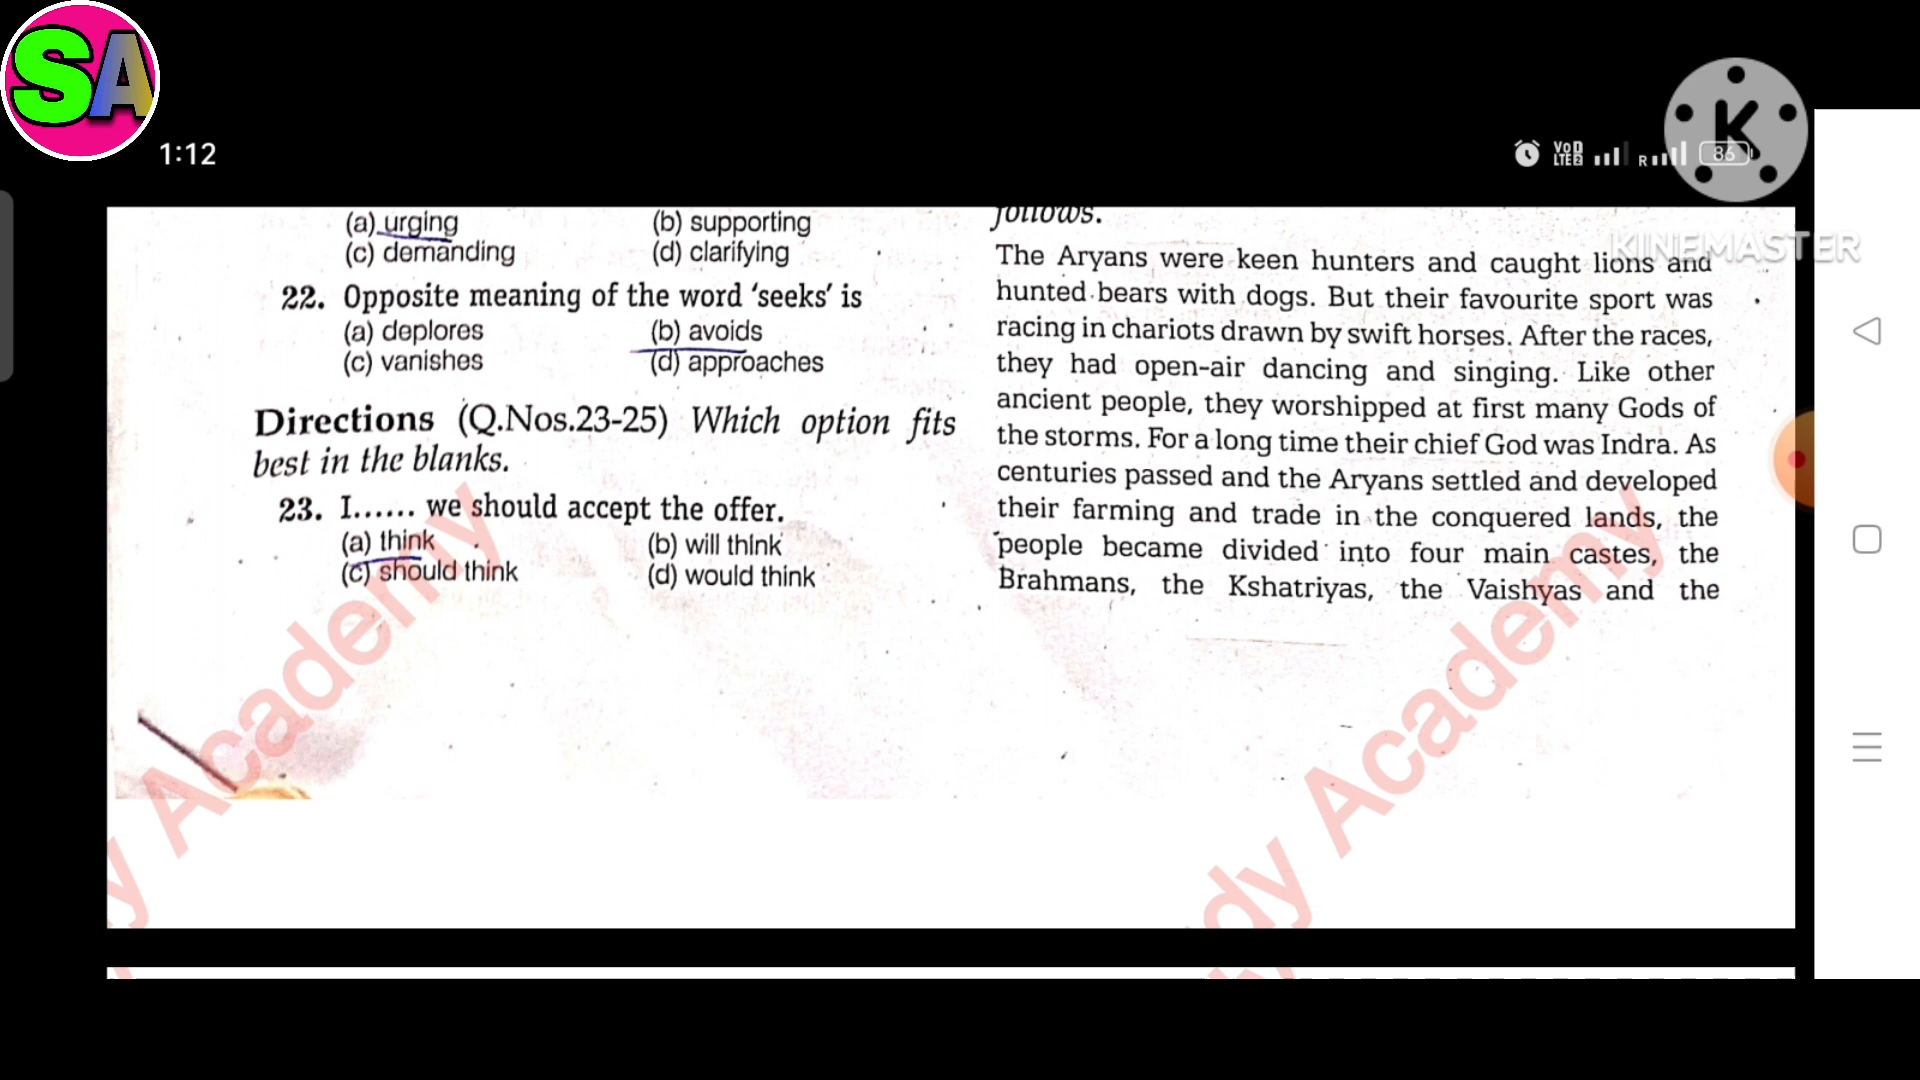 SA
1:12
VoD
LTE 2
R
86
K
KINEMASTER
(a) urging (b) supporting
(c) demanding (d) clarifying
22. Opposite meaning of the word ‘seeks’ is
(a) deplores (b) avoids
(c) vanishes (d) approaches
Directions (Q.Nos.23-25) Which option fits
best in the blanks.
23. I...... we should accept the offer.
(a) think (b) will think
(c) should think (d) would think
follows.
The Aryans were keen hunters and caught lions and
hunted bears with dogs. But their favourite sport was
racing in chariots drawn by swift horses. After the races,
they had open-air dancing and singing. Like other
ancient people, they worshipped at first many Gods of
the storms. For a long time their chief God was Indra. As
centuries passed and the Aryans settled and developed
their farming and trade in the conquered lands, the
people became divided into four main castes, the
Brahmans, the Kshatriyas, the Vaishyas and the
y Academy
dy Academy